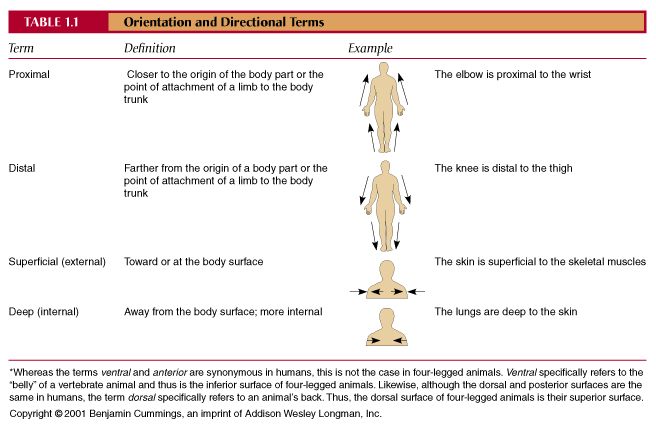 TABLE 1.1 Orientation and Directional Terms
Term Definition Example
Proximal Closer to the origin of the body part or the The elbow is proximal to the wrist
point of attachment of a limb to the body
trunk
Distal Farther from the origin of a body part or the The knee is distal to the thigh
point of attachment of a limb to the body
trunk
Superficial (external) Toward or at the body surface The skin is superficial to the skeletal muscles
Deep (internal) Away from the body surface; more internal The lungs are deep to the skin
*Whereas the terms ventral and anterior are synonymous in humans, this is not the case in four-legged animals. Ventral specifically refers to the
“belly” of a vertebrate animal and thus is the inferior surface of four-legged animals. Likewise, although the dorsal and posterior surfaces are the
same in humans, the term dorsal specifically refers to an animal's back. Thus, the dorsal surface of four-legged animals is their superior surface.
Copyright © 2001 Benjamin Cummings, an imprint of Addison Wesley Longman, Inc.